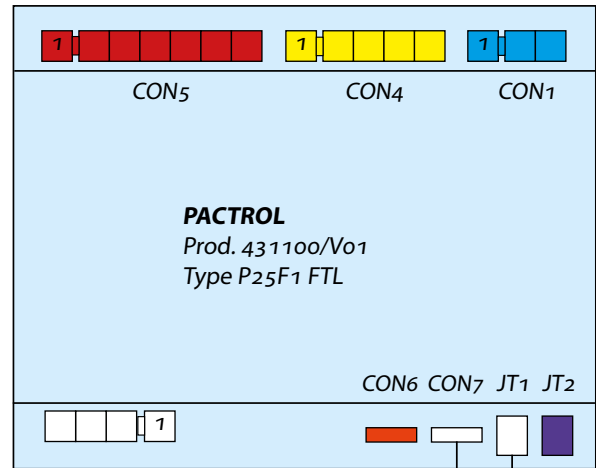 1 1 1
CON5 CON4 CON1
PACTROL
Prod. 431100/V01
Type P25F1 FTL
CON6 CON7 JT1 JT2
1